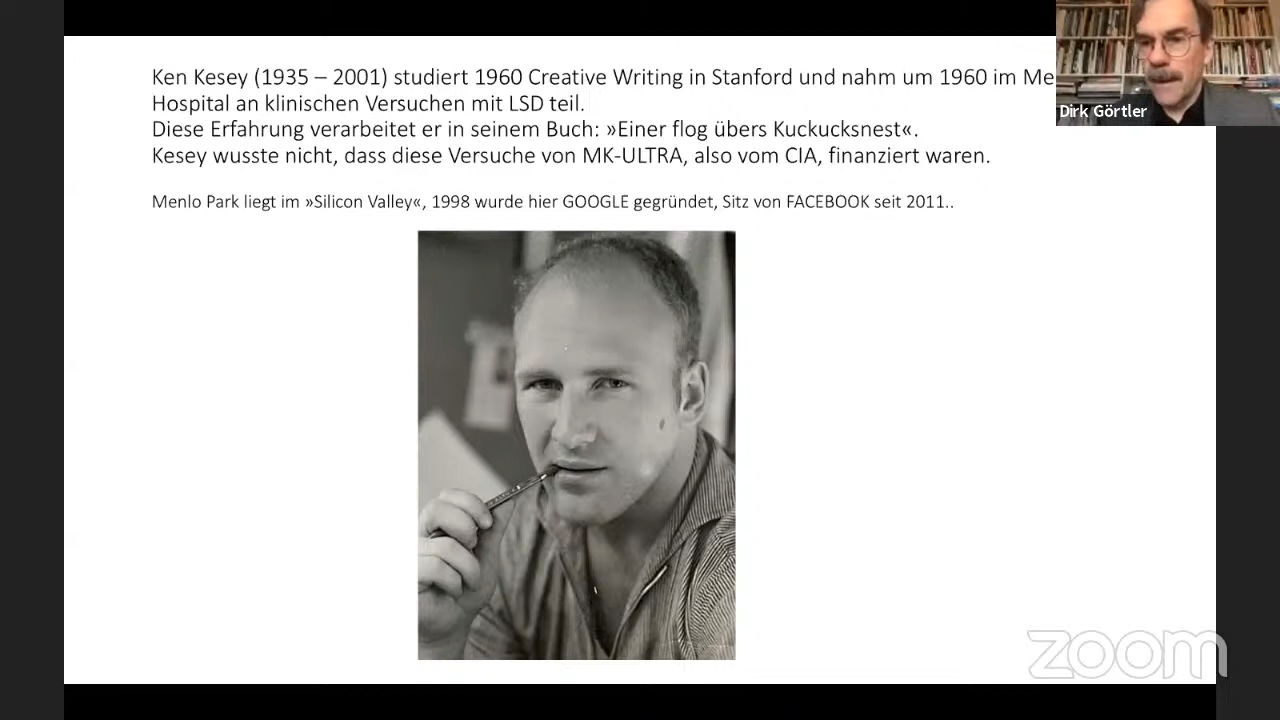 Ken Kesey (1935 – 2001) studiert 1960 Creative Writing in Stanford und nahm um 1960 im
Hospital an klinischen Versuchen mit LSD teil.
Diese Erfahrung verarbeitet er in seinem Buch: »Einer flog übers Kuckucksnest«.
Kesey wusste nicht, dass diese Versuche von MK-ULTRA, also vom CIA, finanziert waren.
Menlo Park liegt im »Silicon Valley«, 1998 wurde hier GOOGLE gegründet, Sitz von FACEBOOK seit 2011..
Dirk Görtler
zoom